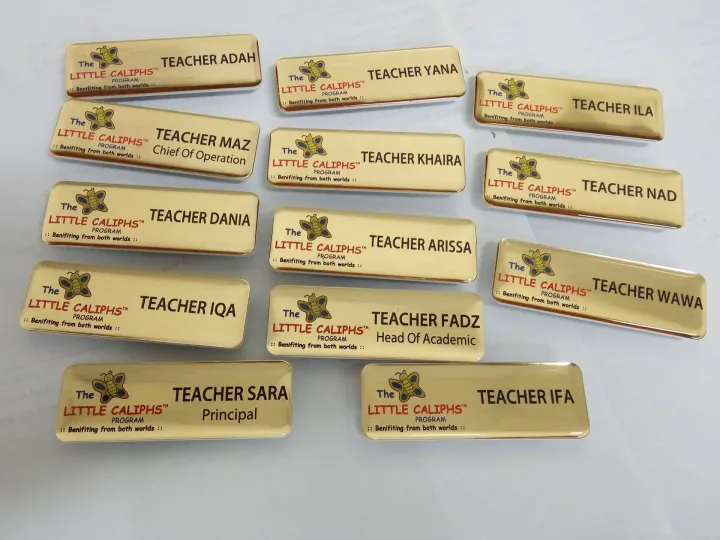 The
LITTLE CALIPHS™
PROGRAM
:: Benifiting from both worlds ::
TEACHER ADAH
The
LITTLE CALIPHS™
PROGRAM
:: Benifiting from both worlds ::
TEACHER YANA
The
LITTLE CALIPHS™
PROGRAM
:: Benifiting from both worlds ::
TEACHER ILA
The
LITTLE CALIPHS™
PROGRAM
:: Benifiting from both worlds ::
TEACHER MAZ
Chief Of Operation
The
LITTLE CALIPHS™
PROGRAM
:: Benifiting from both worlds ::
TEACHER KHAIRA
The
LITTLE CALIPHS™
PROGRAM
:: Benifiting from both worlds ::
TEACHER NAD
The
LITTLE CALIPHS™
PROGRAM
:: Benifiting from both worlds ::
TEACHER DANIA
The
LITTLE CALIPHS™
PROGRAM
:: Benifiting from both worlds ::
TEACHER ARISSA
The
LITTLE CALIPHS™
PROGRAM
:: Benifiting from both worlds ::
TEACHER WAWA
The
LITTLE CALIPHS™
PROGRAM
:: Benifiting from both worlds ::
TEACHER IQA
The
LITTLE CALIPHS™
PROGRAM
:: Benifiting from both worlds ::
TEACHER FADZ
Head Of Academic
The
LITTLE CALIPHS™
PROGRAM
:: Benifiting from both worlds ::
TEACHER SARA
Principal
The
LITTLE CALIPHS™
PROGRAM
:: Benifiting from both worlds ::
TEACHER IFA